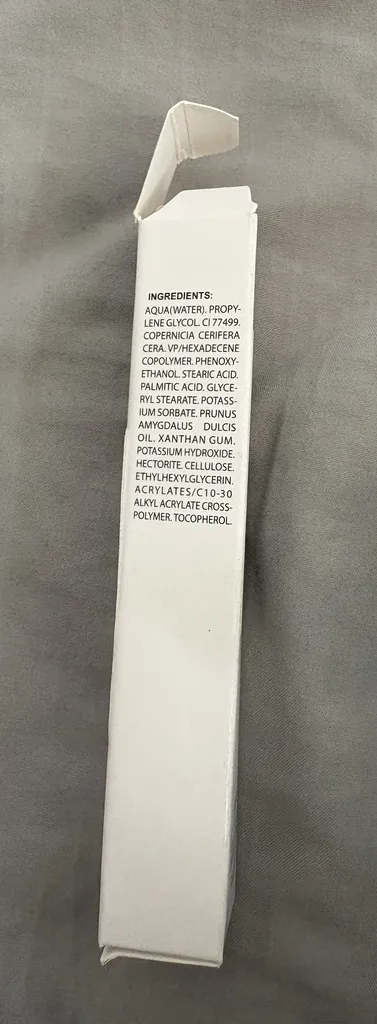 INGREDIENTS:
AQUA(WATER). PROPY-
LENE GLYCOL. CI 77499.
COPERNICIA CERIFERA
CERA. VP/HEXADECENE
COPOLYMER. PHENOXY-
ETHANOL. STEARIC ACID.
PALMITIC ACID. GLYCE-
RYL STEARATE. POTASS-
IUM SORBATE. PRUNUS
AMYGDALUS DULCIS
OIL. XANTHAN GUM.
POTASSIUM HYDROXIDE.
HECTORITE. CELLULOSE.
ETHYLHEXYLGLYCERIN.
ACRYLATES/C10-30
ALKYL ACRYLATE CROSS-
POLYMER. TOCOPHEROL.